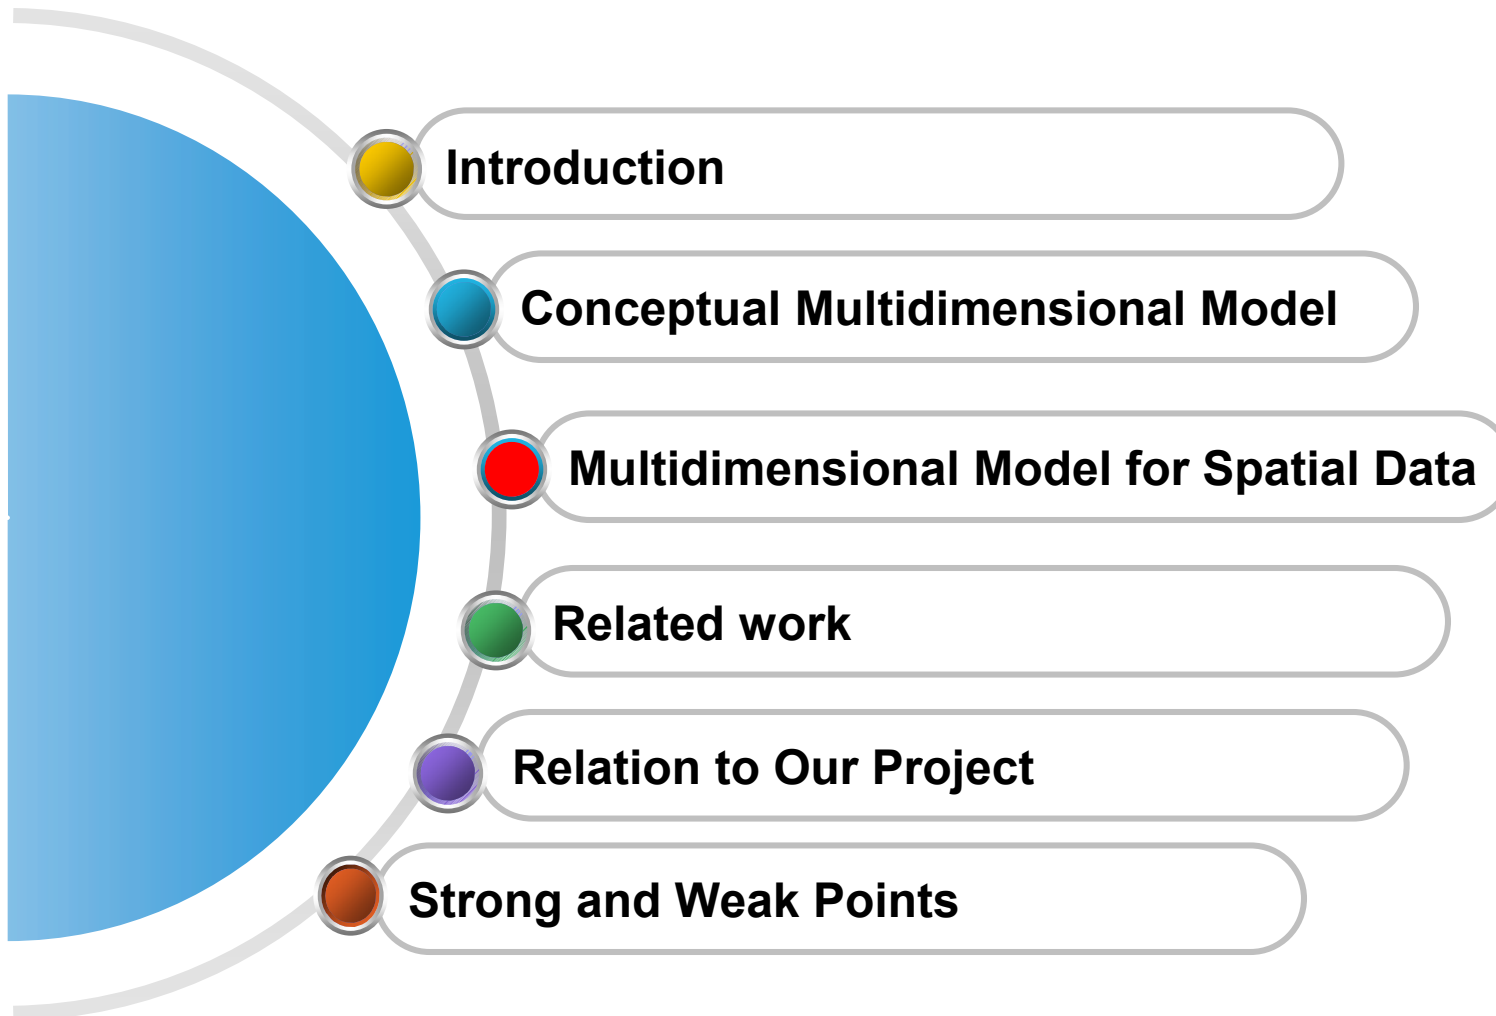 Introduction
Conceptual Multidimensional Model
Multidimensional Model for Spatial Data
Related work
Relation to Our Project
Strong and Weak Points